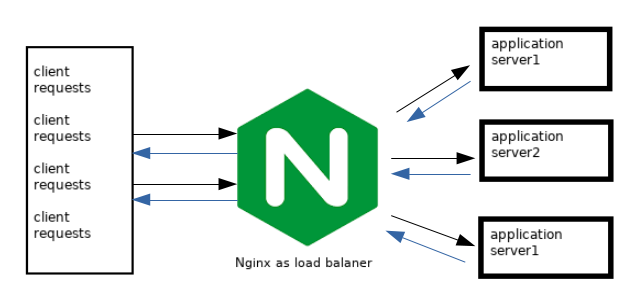 client
requests
client
requests
client
requests
client
requests
N
Nginx as load balaner
application
server1
application
server2
application
server1